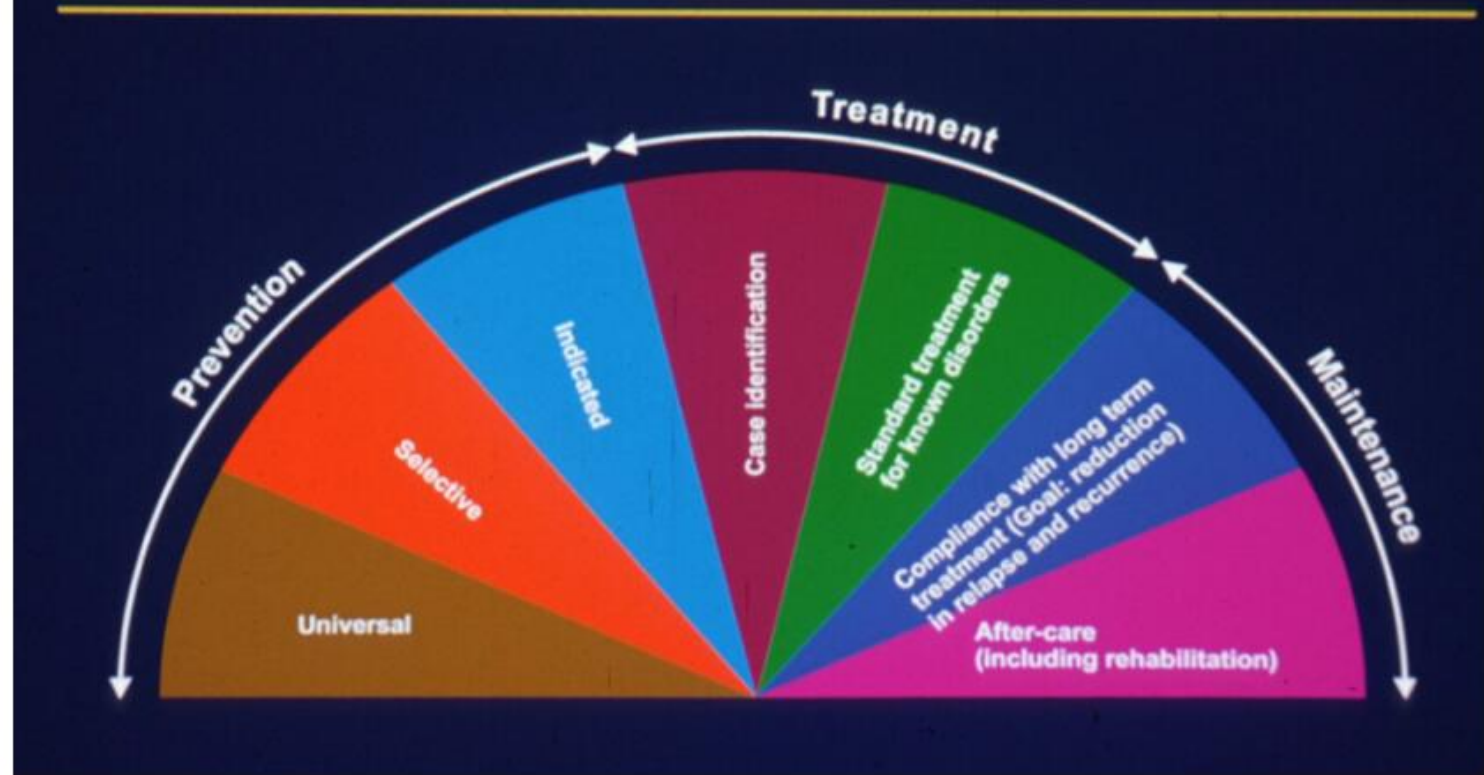 Treatment
Prevention
Maintenance
Universal
Selective
Indicated
Case identification
Standard treatment
for known disorders
Compliance with long term
treatment (Goal: reduction
in relapse and recurrence)
After-care
(including rehabilitation)